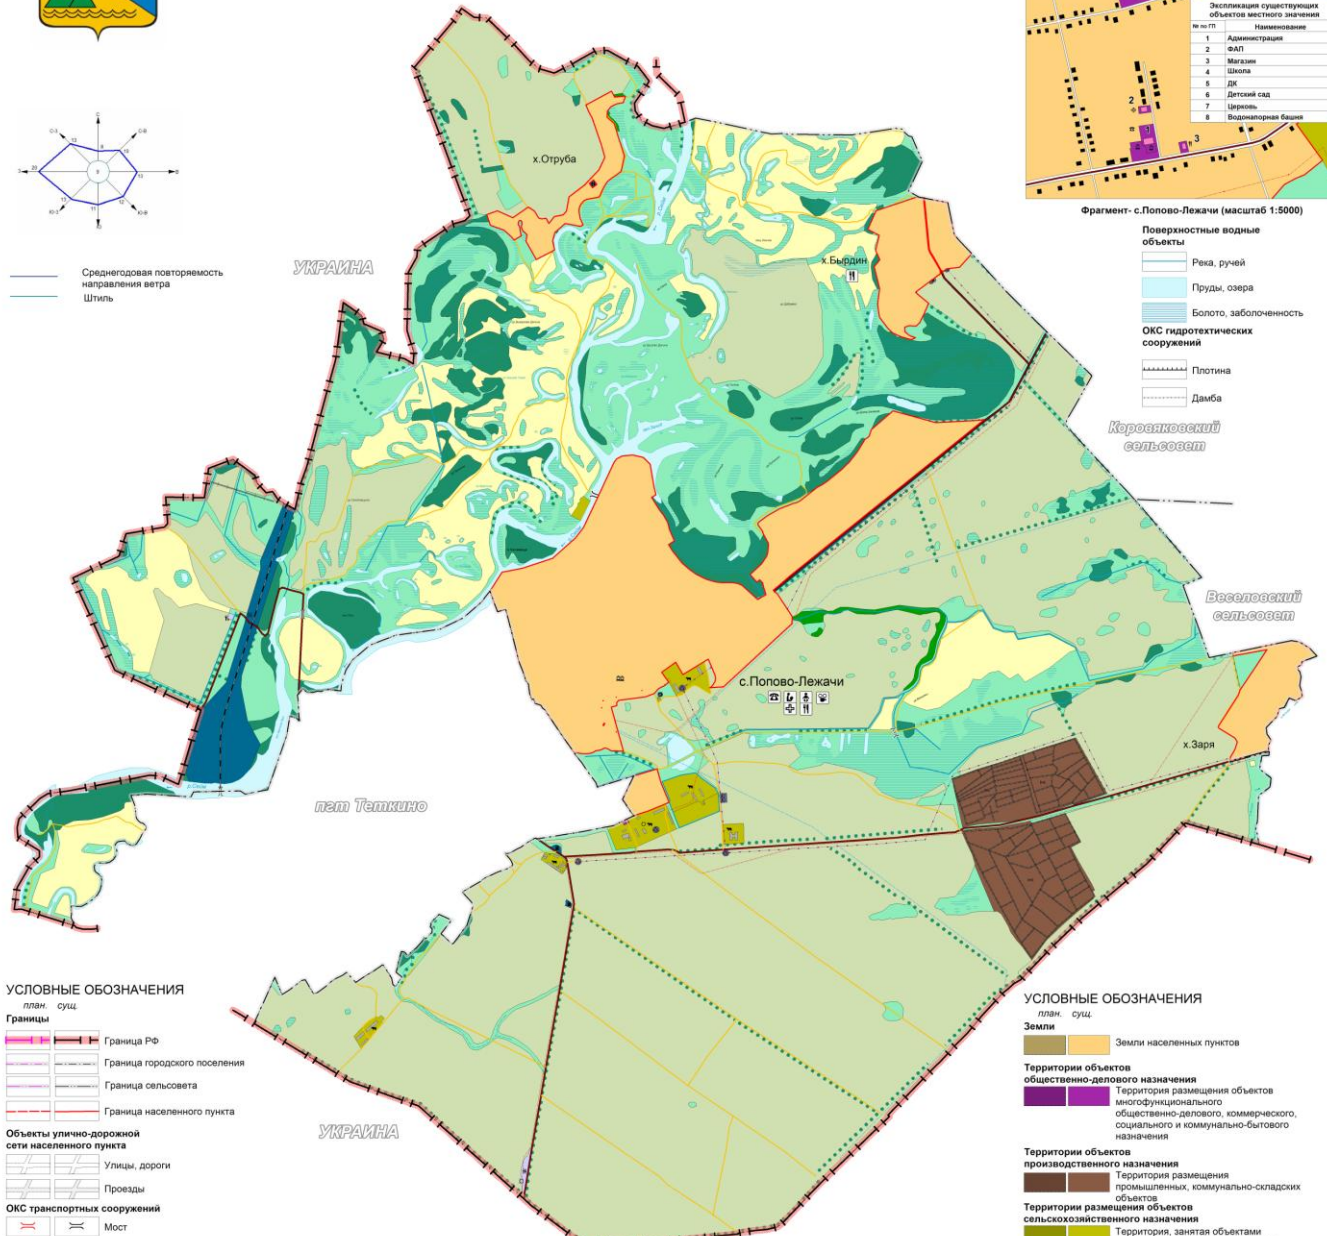 Экспликация существующих
объектов местного значения
№ по ГП Наименование
1 Администрация
2 ФАП
3 Магазин
4 Школа
5 ДК
6 Детский сад
7 Церковь
8 Водонапорная башня
2
3
Фрагмент- с.Попово-Лежачи (масштаб 1:5000)
С
С-З
С-В
З
В
Ю-З
Ю-В
Среднегодовая повторяемость
направления ветра
Штиль
Поверхностные водные
объекты
Река, ручей
Пруды, озера
Болото, заболоченность
ОКС гидротехтических
сооружений
Плотина
Дамба
х.Отруба
УКРАИНА
х.Бырдин
Коровяковский
сельсовет
Веселовский
сельсовет
с.Попово-Лежачи
х.Заря
пгт Теткино
р.Сейм
УКРАИНА
УСЛОВНЫЕ ОБОЗНАЧЕНИЯ
план. сущ.
Границы
Граница РФ
Граница городского поселения
Граница сельсовета
Граница населенного пункта
Объекты улично-дорожной
сети населенного пункта
Улицы, дороги
Проезды
ОКС транспортных сооружений
Мост
УСЛОВНЫЕ ОБОЗНАЧЕНИЯ
план. сущ.
Земли
Земли населенных пунктов
Территории объектов
общественно-делового назначения
Территория размещения объектов
многофункционального
общественно-делового, коммерческого,
социального и коммунально-бытового
назначения
Территории объектов
производственного назначения
Территория размещения
промышленных, коммунально-складских
объектов
Территории размещения объектов
сельскохозяйственного назначения
Территория, занятая объектами